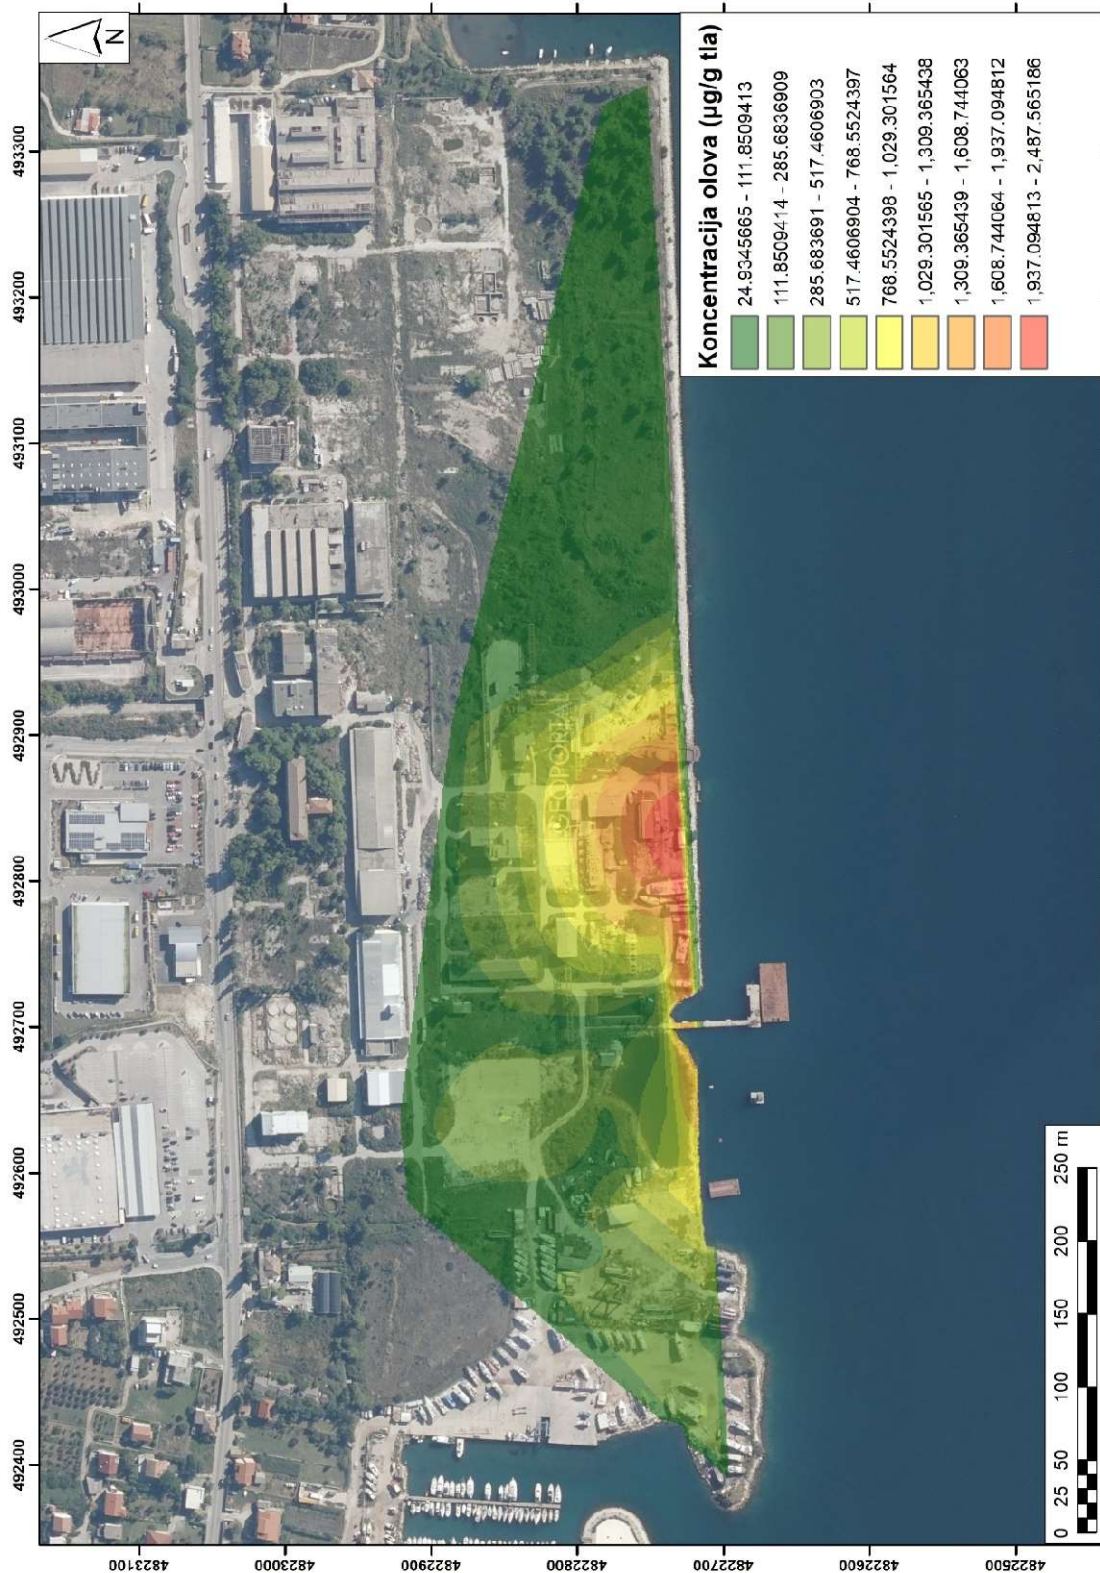 N
492400
492500
492600
492700
492800
492900
493000
493100
493200
493300
4823100
4823000
4822900
4822800
4822700
4822600
4822500
GEOPORTAL
Koncentracija olova (µg/g tla)
24.9345665 - 111.8509413
111.8509414 - 285.6836909
285.683691 - 517.4606903
517.4606904 - 768.5524397
768.5524398 - 1,029.301564
1,029.301565 - 1,309.365438
1,309.365439 - 1,608.744063
1,608.744064 - 1,937.094812
1,937.094813 - 2,487.565186
0 25 50 100 150 200 250 m